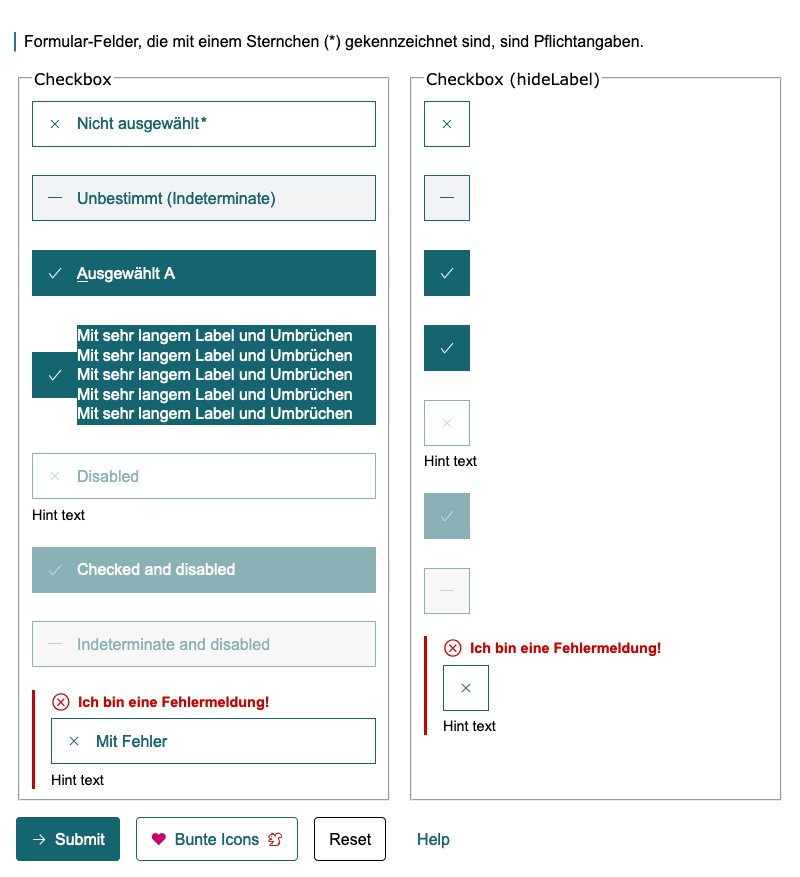 Formular-Felder, die mit einem Sternchen (*) gekennzeichnet sind, sind Pflichtangaben.
Checkbox
Nicht ausgewählt*
Unbestimmt (Indeterminate)
Ausgewählt A
Mit sehr langem Label und Umbrüchen
Mit sehr langem Label und Umbrüchen
Mit sehr langem Label und Umbrüchen
Mit sehr langem Label und Umbrüchen
Mit sehr langem Label und Umbrüchen
Disabled
Hint text
Checked and disabled
Indeterminate and disabled
Ich bin eine Fehlermeldung!
Mit Fehler
Hint text
Checkbox (hideLabel)
Hint text
Ich bin eine Fehlermeldung!
Hint text
Submit
Bunte Icons
Reset
Help